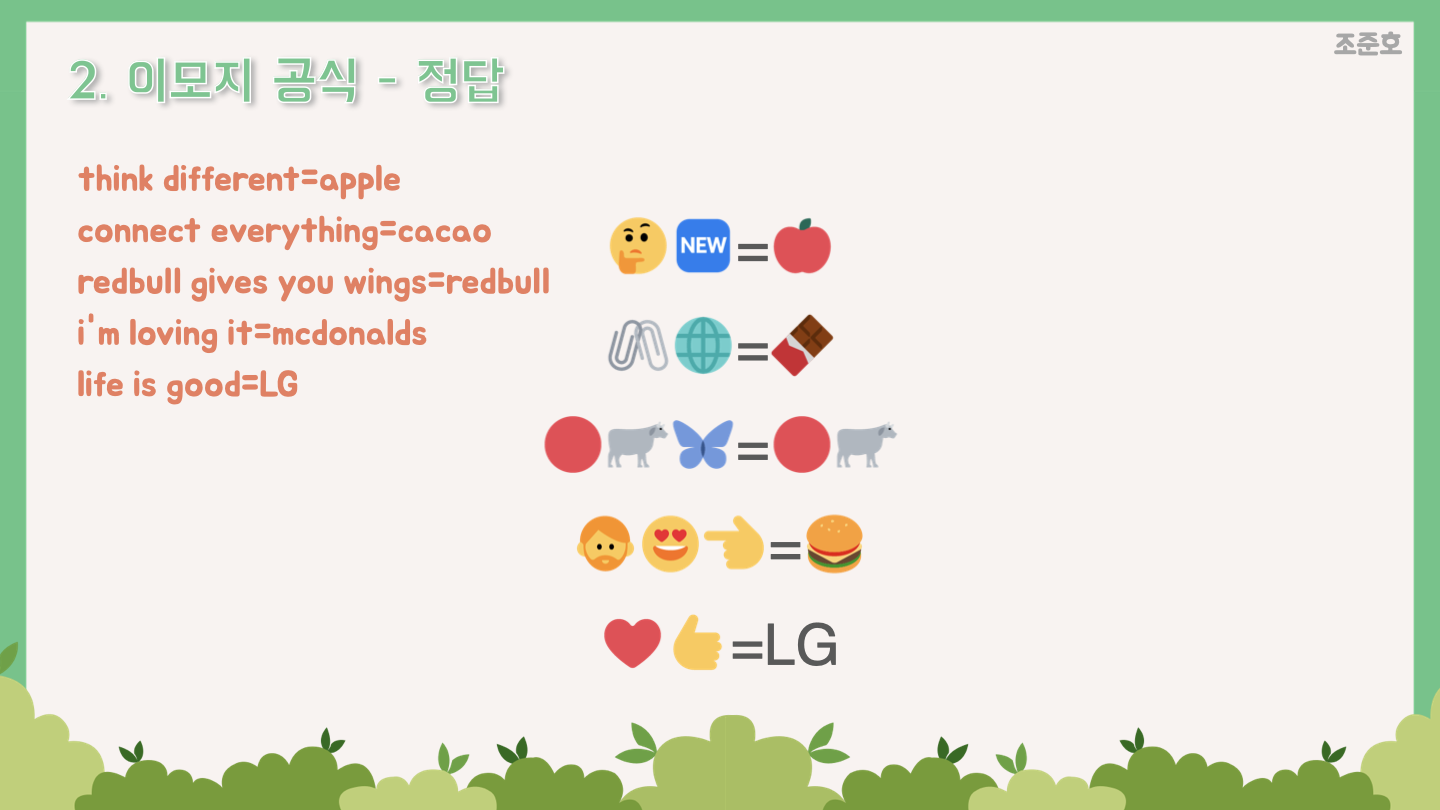 조준호
2. 이모지 공식 - 정답
think different=apple
connect everything=cacao
redbull gives you wings=redbull
i'm loving it=mcdonalds
life is good=LG
🤔🆕=🍎
🖇🌐=🍫
🔴🐄🦋=🔴🐄
🧔😍👈=🍔
❤👍=LG